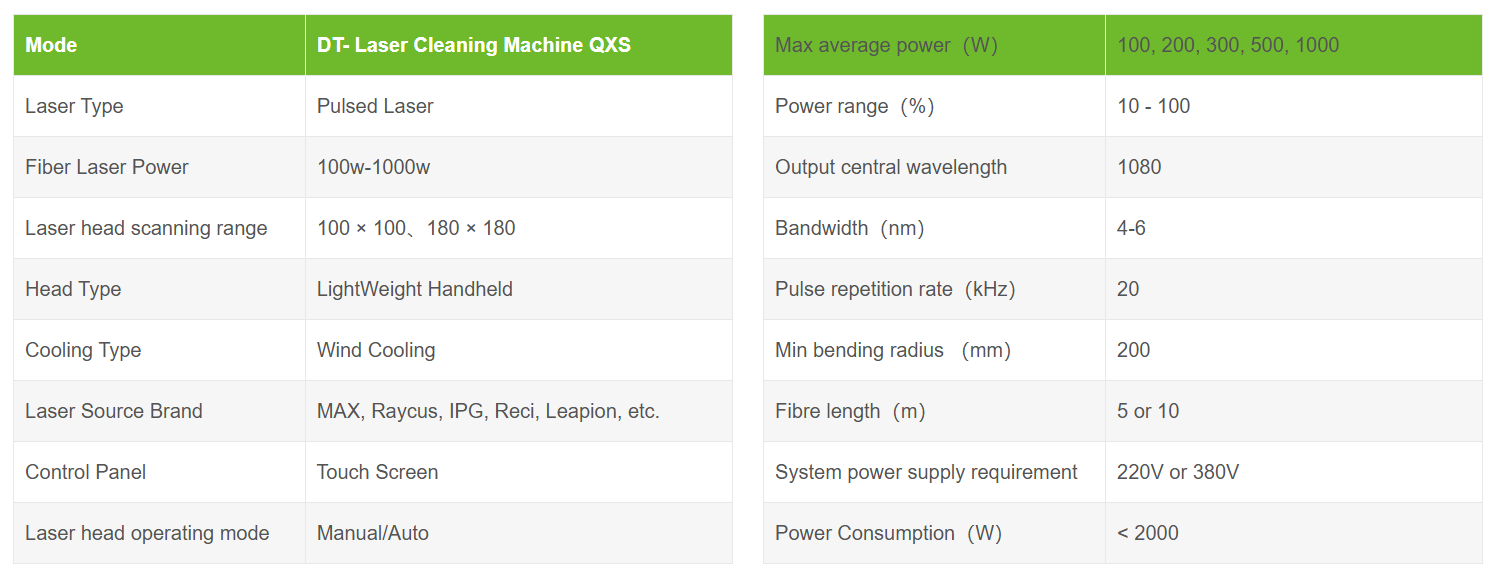 Mode DT- Laser Cleaning Machine QXS
Laser Type Pulsed Laser
Fiber Laser Power 100w-1000w
Laser head scanning range 100 × 100、180 × 180
Head Type LightWeight Handheld
Cooling Type Wind Cooling
Laser Source Brand MAX, Raycus, IPG, Reci, Leapion, etc.
Control Panel Touch Screen
Laser head operating mode Manual/Auto
Max average power（W） 100, 200, 300, 500, 1000
Power range（%） 10 - 100
Output central wavelength 1080
Bandwidth（nm） 4-6
Pulse repetition rate（kHz） 20
Min bending radius （mm） 200
Fibre length（m） 5 or 10
System power supply requirement 220V or 380V
Power Consumption（W） < 2000